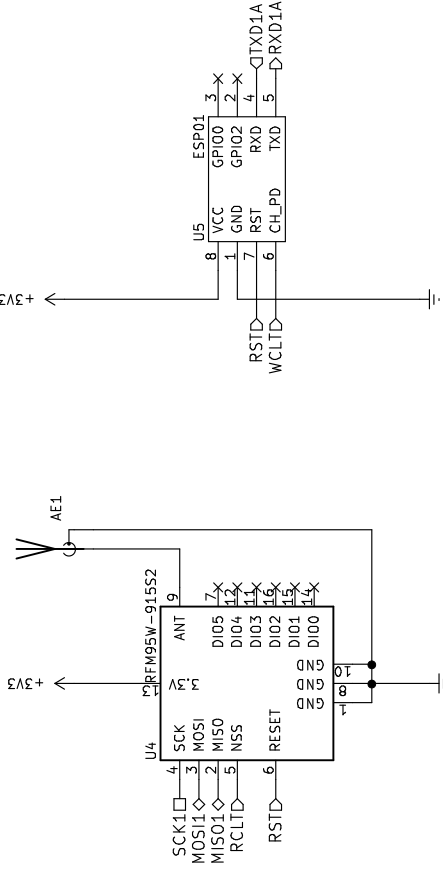 +3V3
U5
ESP01
8
VCC
GPIO0
3
1
GND
GPIO2
2
RST
7
RST
RXD
4
TXD1A
WCLT
6
CH_PD
TXD
5
RXD1A
AE1
+3V3
U4
RFM95W-915S2
13
3.3V
9
ANT
SCK1
4
SCK
MOSI1
3
MOSI
MISO1
2
MISO
RCLT
5
NSS
RST
6
RESET
DIO5
7
DIO4
12
DIO3
11
DIO2
16
DIO1
15
DIO0
14
GND
10
GND
8
GND
1